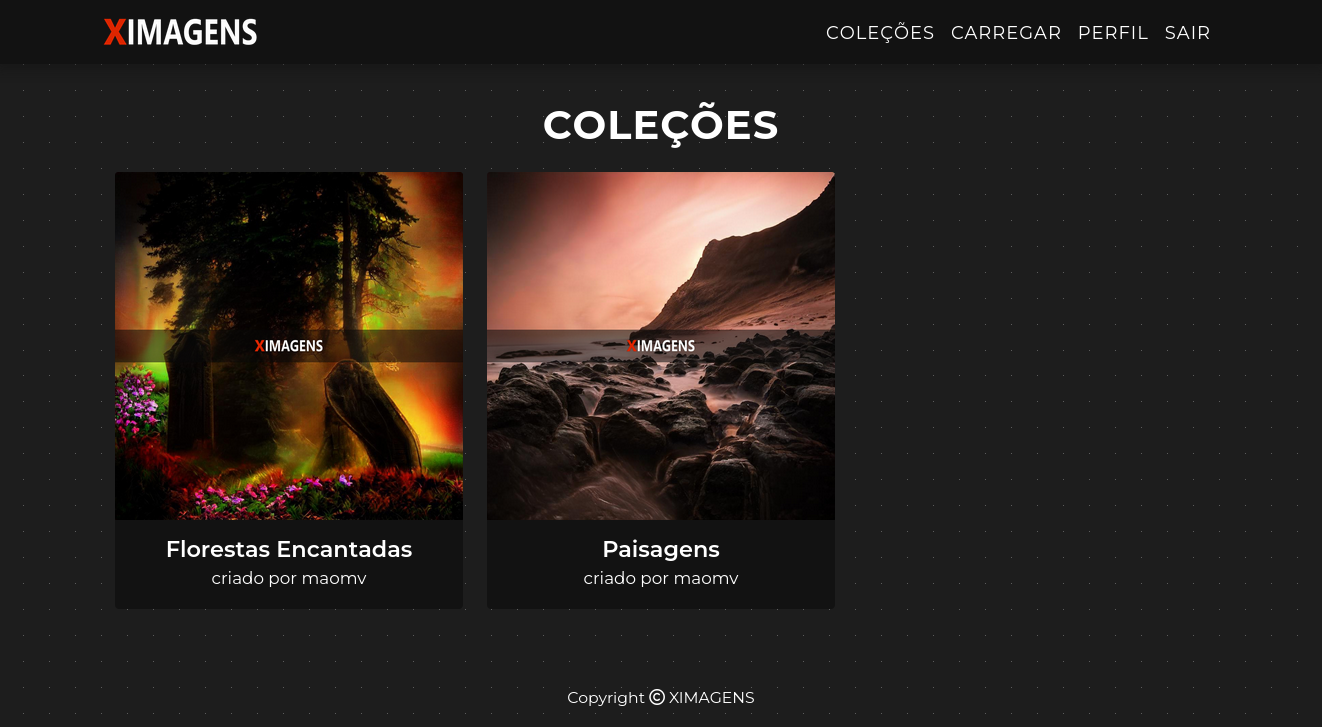 XIMAGENS
COLEÇÕES CARREGAR PERFIL SAIR
COLEÇÕES
XIMAGENS
XIMAGENS
Florestas Encantadas
criado por maomv
Paisagens
criado por maomv
Copyright © XIMAGENS